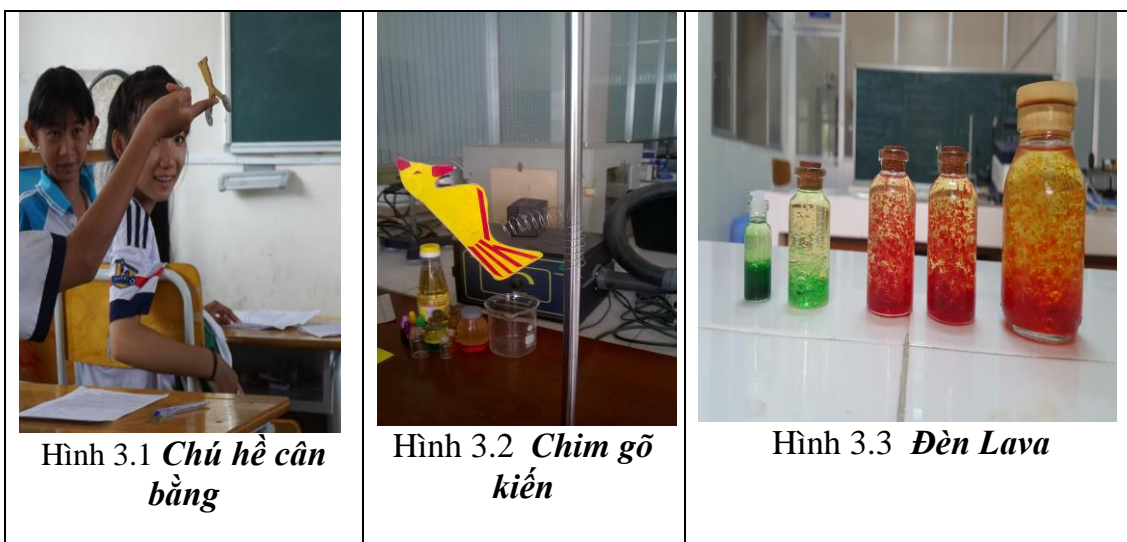 Hình 3.1 Chú hề cân
bằng
Hình 3.2 Chim gõ
kiến
Hình 3.3 Đèn Lava